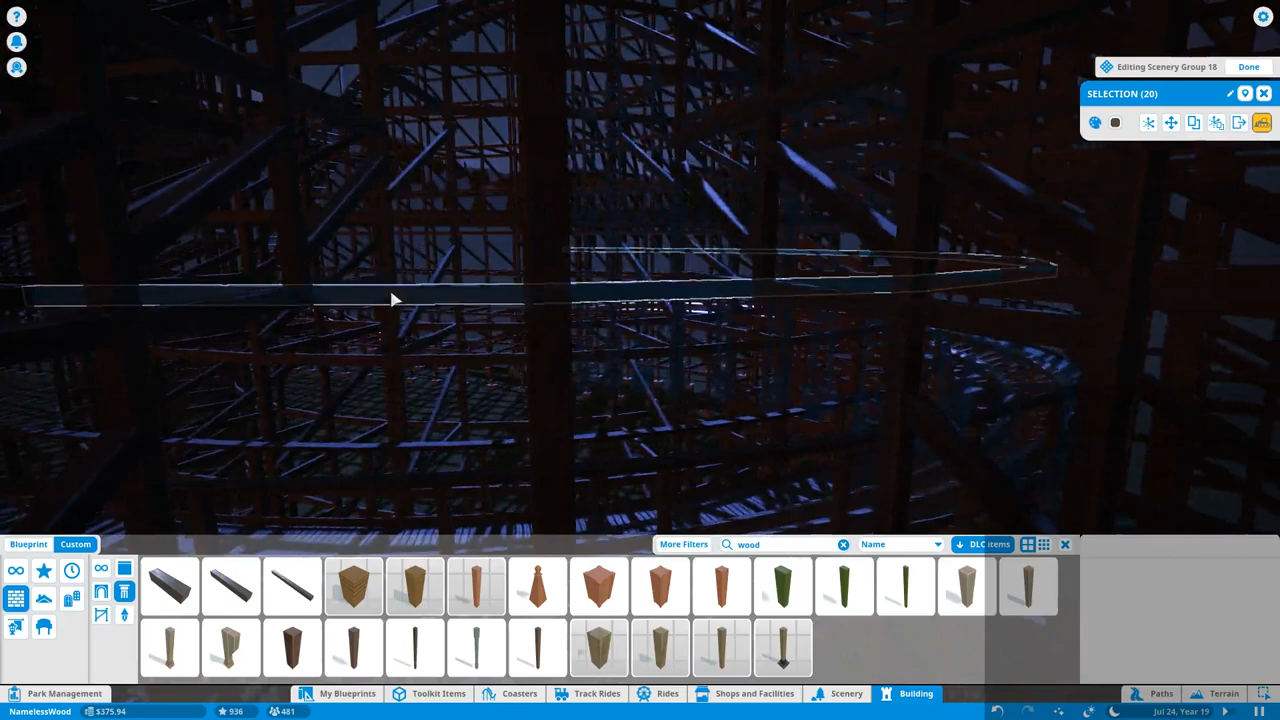 ?
Editing Scenery Group 18 Done
SELECTION (20)
Blueprint Custom More Filters wood Name DLC items
Park Management My Blueprints Toolkit Items Coasters Track Rides Rides Shops and Facilities Scenery Building Paths Terrain
NamelessWood $375.94 936 481 Jul 24, Year 19